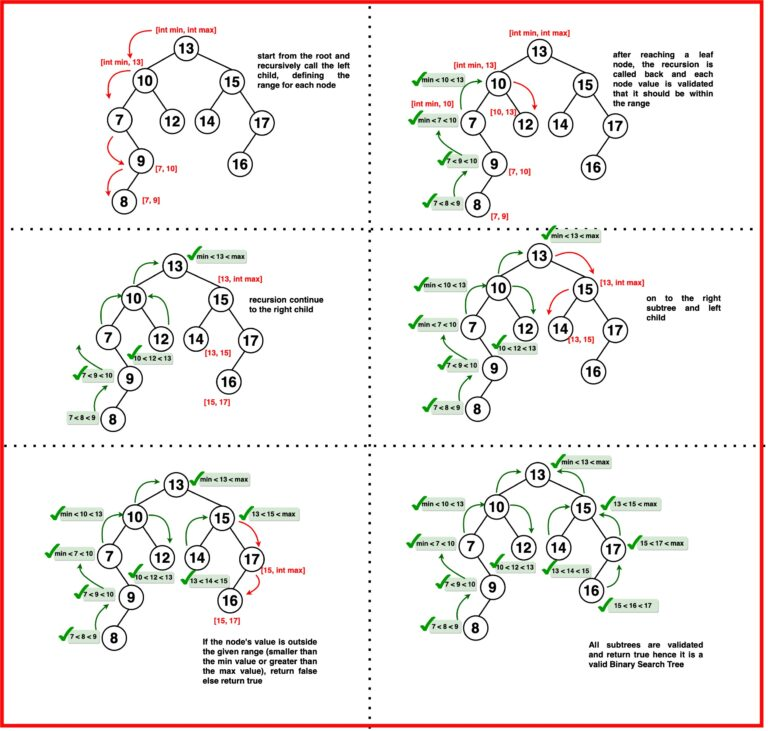 [int min, int max]
13
start from the root and
recursively call the left
child, defining the
range for each node
[int min, 13]
10
15
7
12
14
17
9
[7, 10]
16
8
[7, 9]
[int min, int max]
13
after reaching a leaf
node, the recursion is
called back and each
node value is validated
that it should be within
the range
[int min, 13]
min < 10 < 13
10
15
[int min, 10]
[10, 13]
min < 7 < 10
7
12
14
17
7 < 9 < 10
9
[7, 10]
16
7 < 8 < 9
8
[7, 9]
min < 13 < max
13
[13, int max]
10
15
recursion continue
to the right child
7
12
14
17
[13, 15]
10 < 12 < 13
7 < 9 < 10
9
16
[15, 17]
7 < 8 < 9
8
min < 13 < max
13
min < 10 < 13
10
15
[13, int max]
on to the right
subtree and left
child
min < 7 < 10
7
12
14
17
[13, 15]
10 < 12 < 13
7 < 9 < 10
9
16
7 < 8 < 9
8
min < 13 < max
13
min < 10 < 13
10
15
13 < 15 < max
min < 7 < 10
7
12
14
17
[15, int max]
10 < 12 < 13
13 < 14 < 15
7 < 9 < 10
9
16
[15, 17]
7 < 8 < 9
8
If the node's value is outside
the given range (smaller than
the min value or greater than
the max value), return false
else return true
min < 13 < max
13
min < 10 < 13
10
15
13 < 15 < max
min < 7 < 10
7
12
14
17
15 < 17 < max
10 < 12 < 13
13 < 14 < 15
7 < 9 < 10
9
16
15 < 16 < 17
7 < 8 < 9
8
All subtrees are validated
and return true hence it is a
valid Binary Search Tree